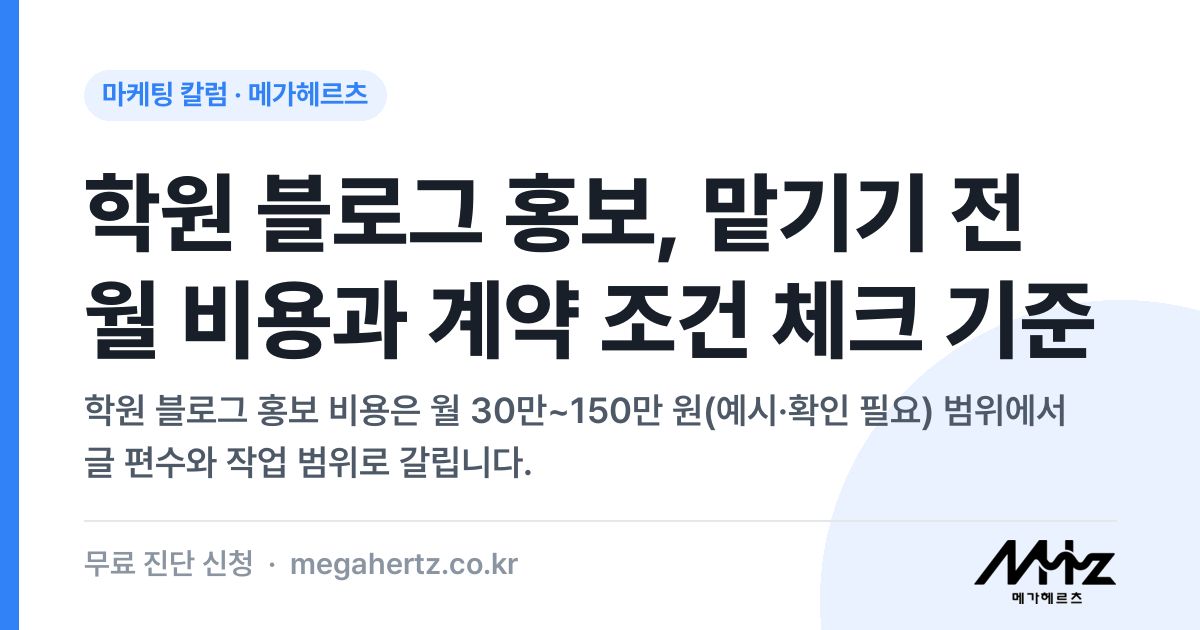 마케팅 칼럼 · 메가헤르츠
학원 블로그 홍보, 맡기기 전
월 비용과 계약 조건 체크 기준
학원 블로그 홍보 비용은 월 30만~150만 원(예시·확인 필요) 범위에서
글 편수와 작업 범위로 갈립니다.
무료 진단 신청 · megahertz.co.kr
MHz
메가헤르츠